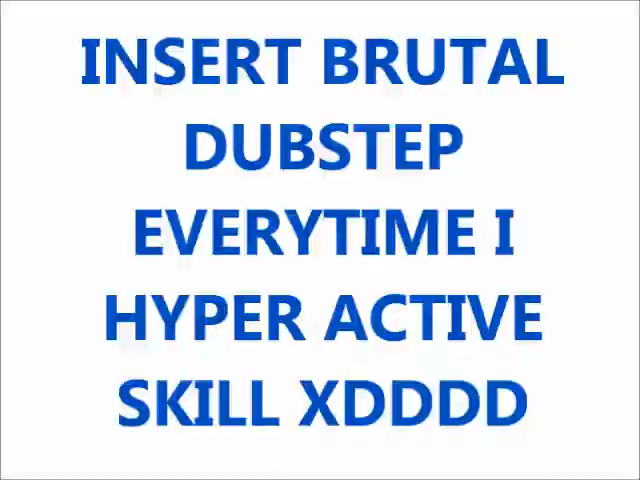 INSERT BRUTAL
DUBSTEP
EVERYTIME I
HYPER ACTIVE
SKILL XDDDD